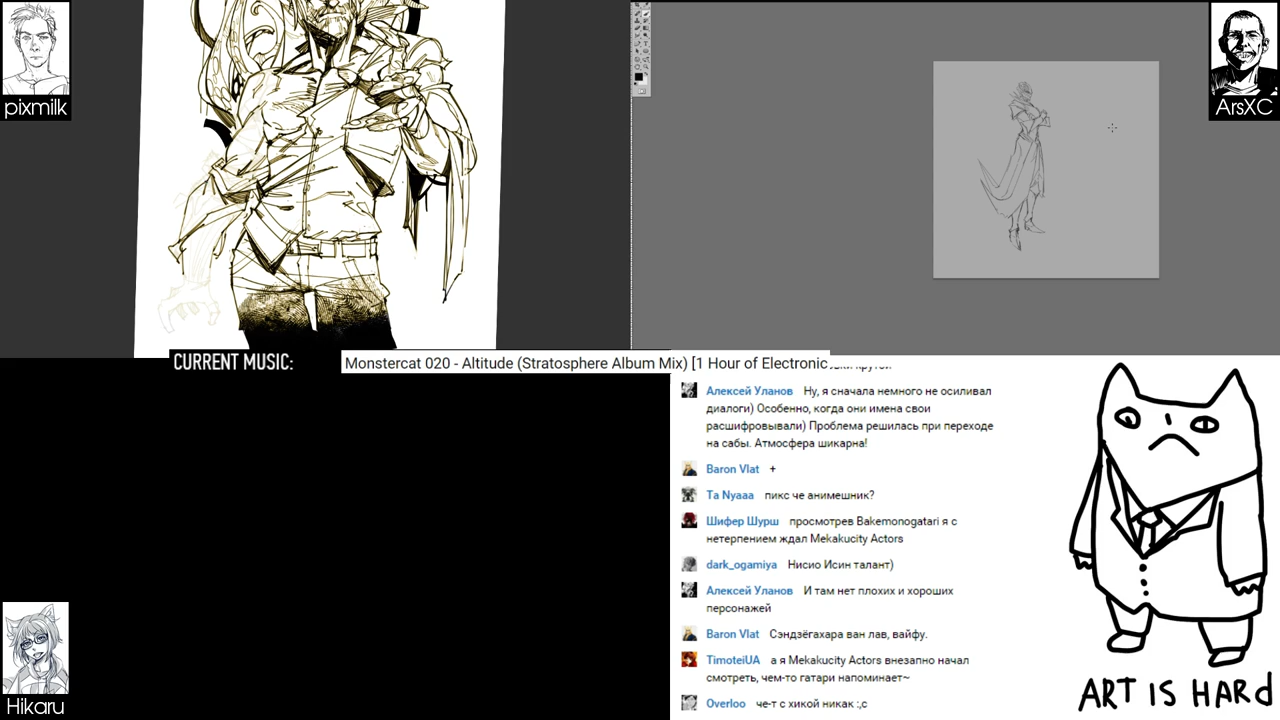 pixmilk
ArsXC
CURRENT MUSIC:
Monstercat 020 - Altitude (Stratosphere Album Mix) [1 Hour of Electronic
Алексей Уланов Ну, я сначала немного не осиливал
диалоги) Особенно, когда они имена свои
расшифровывали) Проблема решилась при переходе
на сабы. Атмосфера шикарна!
Baron Vlat +
Ta Nyaaa пикс че анимешник?
Шифер Шурш просмотрев Bakemonogatari я с
нетерпением ждал Mekakucity Actors
dark_ogamiya Нисио Исин талант)
Алексей Уланов И там нет плохих и хороших
персонажей
Baron Vlat Сэндзёгахара ван лав, вайфу.
TimoteiUA а я Mekakucity Actors внезапно начал
смотреть, чем-то гатари напоминает~
Overloo че-т с хикой никак :,c
Hikaru
ART IS HARd